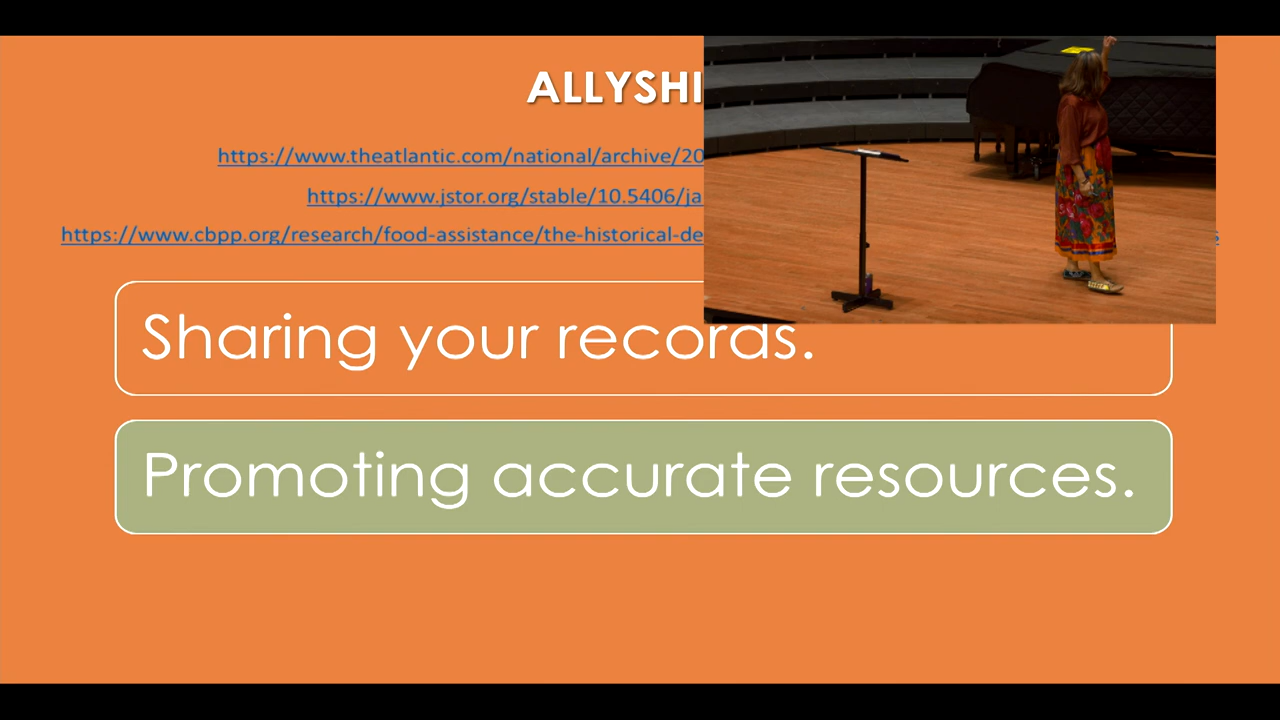 ALLYSHI
https://www.theatlantic.com/national/archive/20
https://www.jstor.org/stable/10.5406/ja
https://www.cbpp.org/research/food-assistance/the-historical-de
Sharing your records.
Promoting accurate resources.